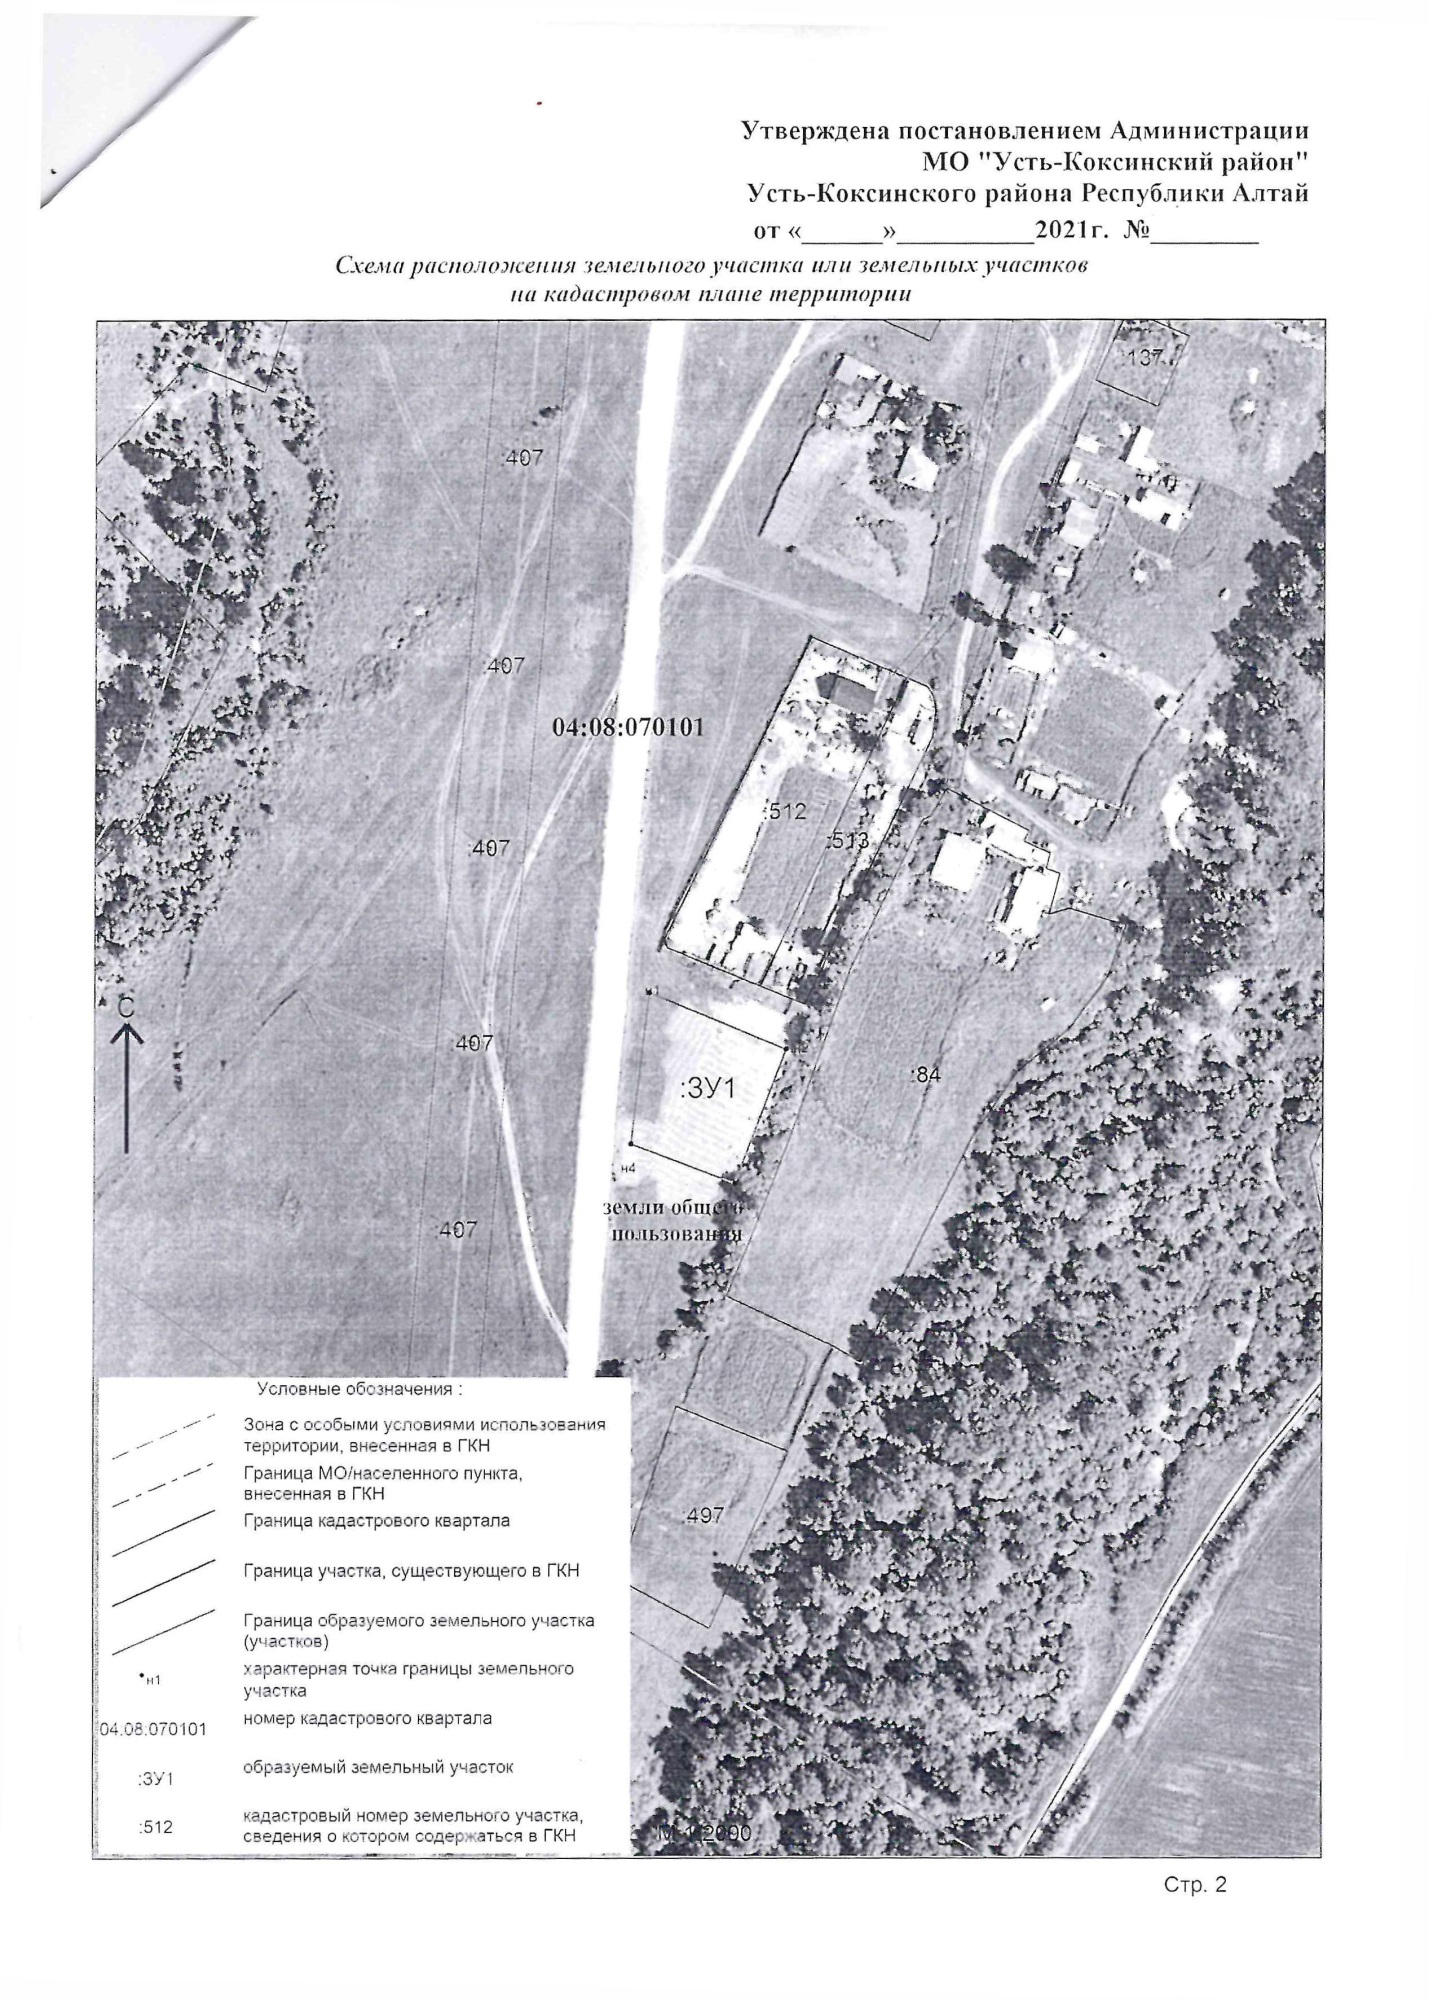 Утверждена постановлением Администрации
МО "Усть-Коксинский район"
Усть-Коксинского района Республики Алтай
от «______»__________2021г. №________
Схема расположения земельного участка или земельных участков
на кадастровом плане территории
:137
:407
:407
04:08:070101
:512
:513
:407
н1
С
:407
н2
:ЗУ1
:84
н4
земли общего
пользования
:407
Условные обозначения :
Зона с особыми условиями использования
территории, внесенная в ГКН
Граница МО/населенного пункта,
внесенная в ГКН
Граница кадастрового квартала
:497
Граница участка, существующего в ГКН
Граница образуемого земельного участка
(участков)
н1
характерная точка границы земельного
участка
04:08:070101
номер кадастрового квартала
:ЗУ1
образуемый земельный участок
:512
кадастровый номер земельного участка,
сведения о котором содержаться в ГКН
М 1:2000
Стр. 2